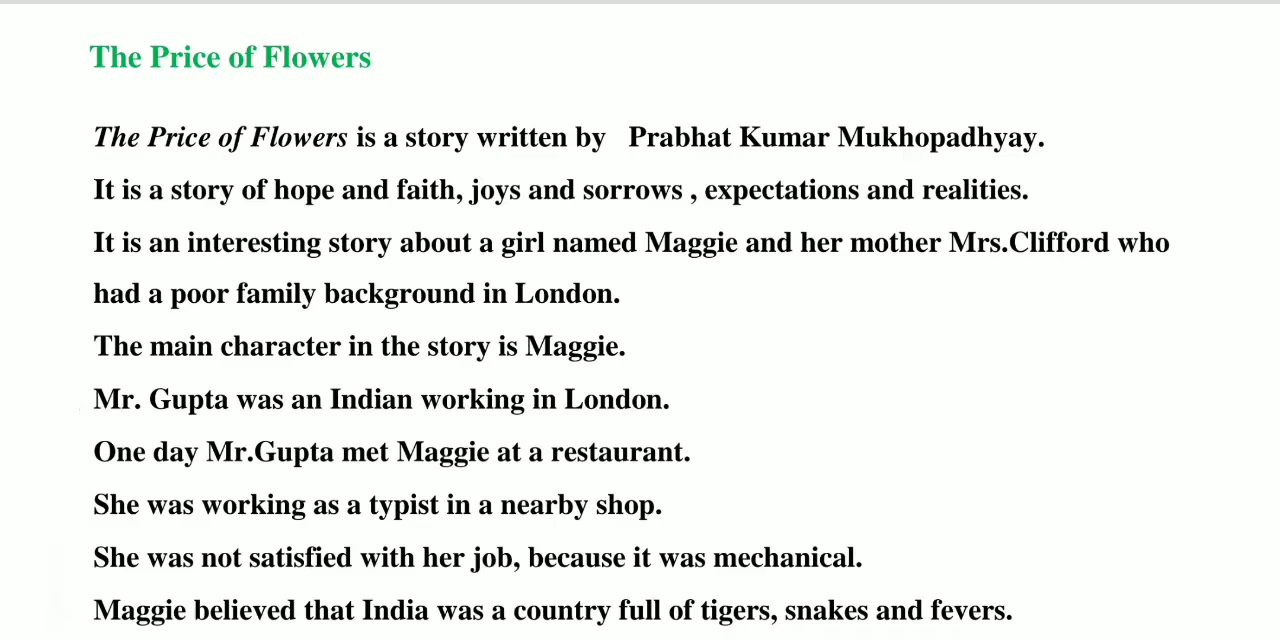 The Price of Flowers
The Price of Flowers is a story written by Prabhat Kumar Mukhopadhyay.
It is a story of hope and faith, joys and sorrows , expectations and realities.
It is an interesting story about a girl named Maggie and her mother Mrs.Clifford who
had a poor family background in London.
The main character in the story is Maggie.
Mr. Gupta was an Indian working in London.
One day Mr.Gupta met Maggie at a restaurant.
She was working as a typist in a nearby shop.
She was not satisfied with her job, because it was mechanical.
Maggie believed that India was a country full of tigers, snakes and fevers.